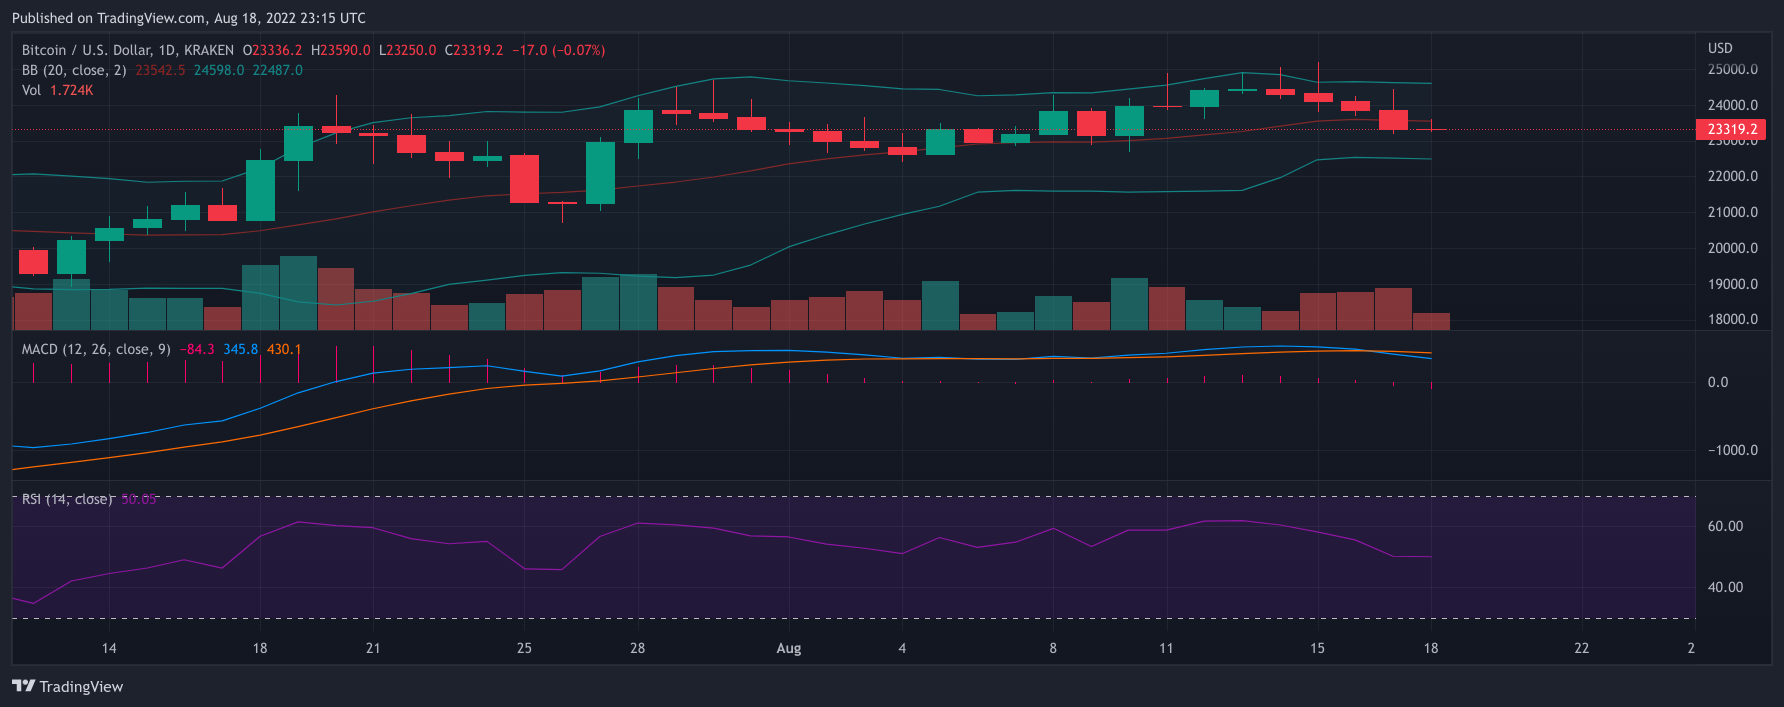 Published on TradingView.com, Aug 18, 2022 23:15 UTC
Bitcoin / U.S. Dollar, 1D, KRAKEN O23336.2 H23590.0 L23250.0 C23319.2 −17.0 (−0.07%)
BB (20, close, 2) 23542.5 24598.0 22487.0
Vol 1.724K
USD
25000.0
24000.0
23319.2
23000.0
22000.0
21000.0
20000.0
19000.0
18000.0
MACD (12, 26, close, 9) −84.3 345.8 430.1
0.0
−1000.0
RSI (14, close) 50.05
60.00
40.00
14 18 21 25 28 Aug 4 8 11 15 18 22 2
TradingView